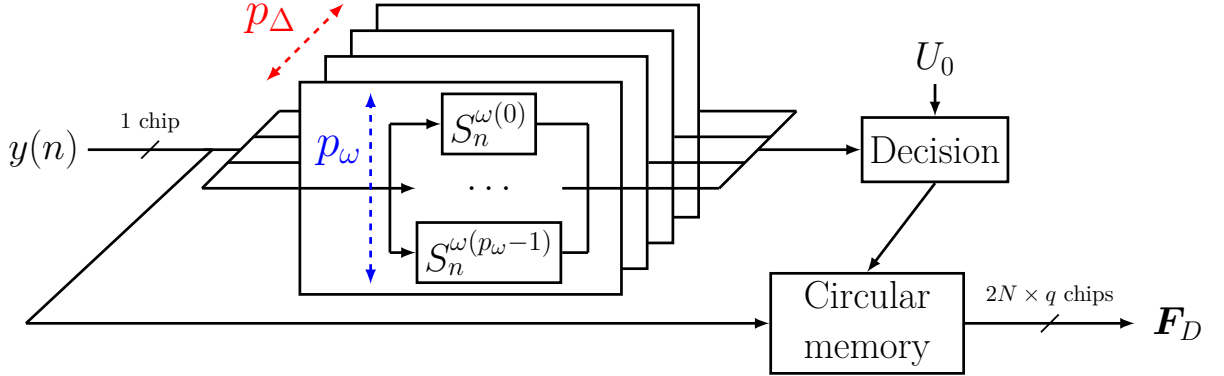 p_Δ
U_0
1 chip
y(n)
p_ω
S_n^{ω(0)}
Decision
...
S_n^{ω(p_ω−1)}
Circular
memory
2N × q chips
F_D